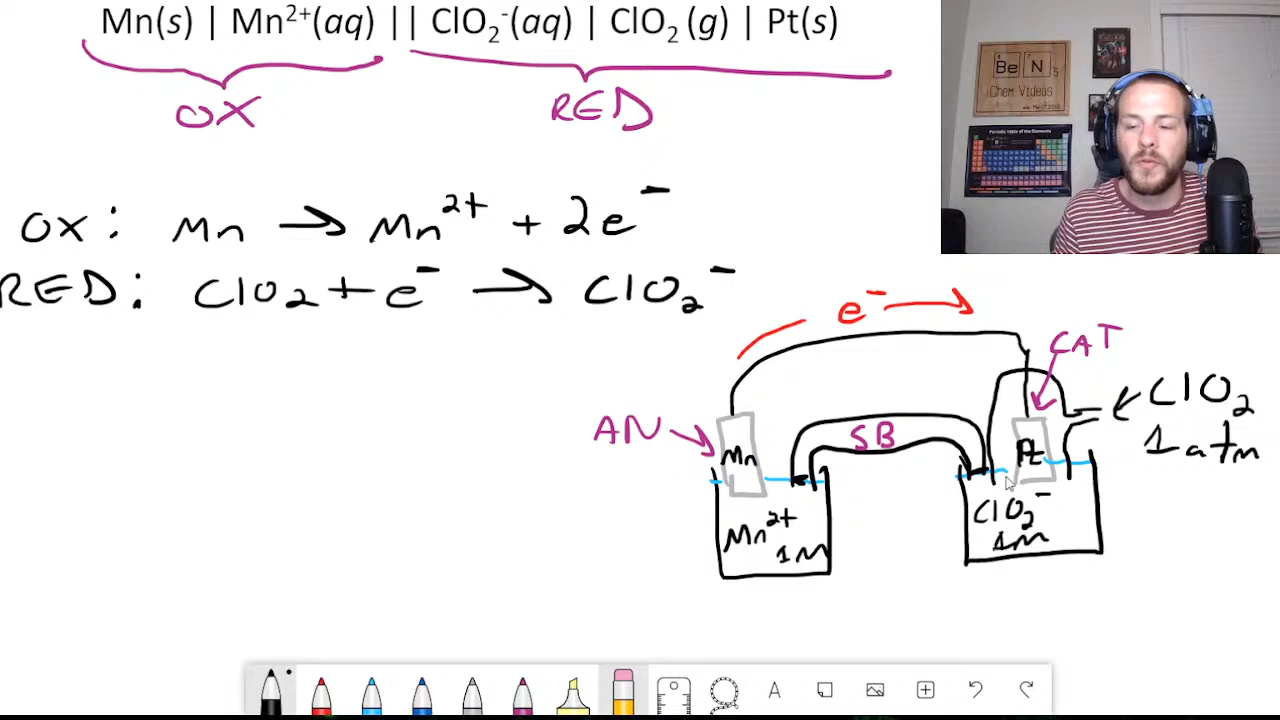 Mn(s) | Mn²⁺(aq) || ClO₂⁻(aq) | ClO₂ (g) | Pt(s)
OX RED
OX: Mn → Mn²⁺ + 2e⁻
RED: ClO₂ + e⁻ → ClO₂⁻
e⁻ →
CAT
ClO₂
1 atm
AN
SB
Mn
Pt
Mn²⁺
1M
ClO₂⁻
1M
Be N 's
Chem Videos
Periodic Table of the Elements
A